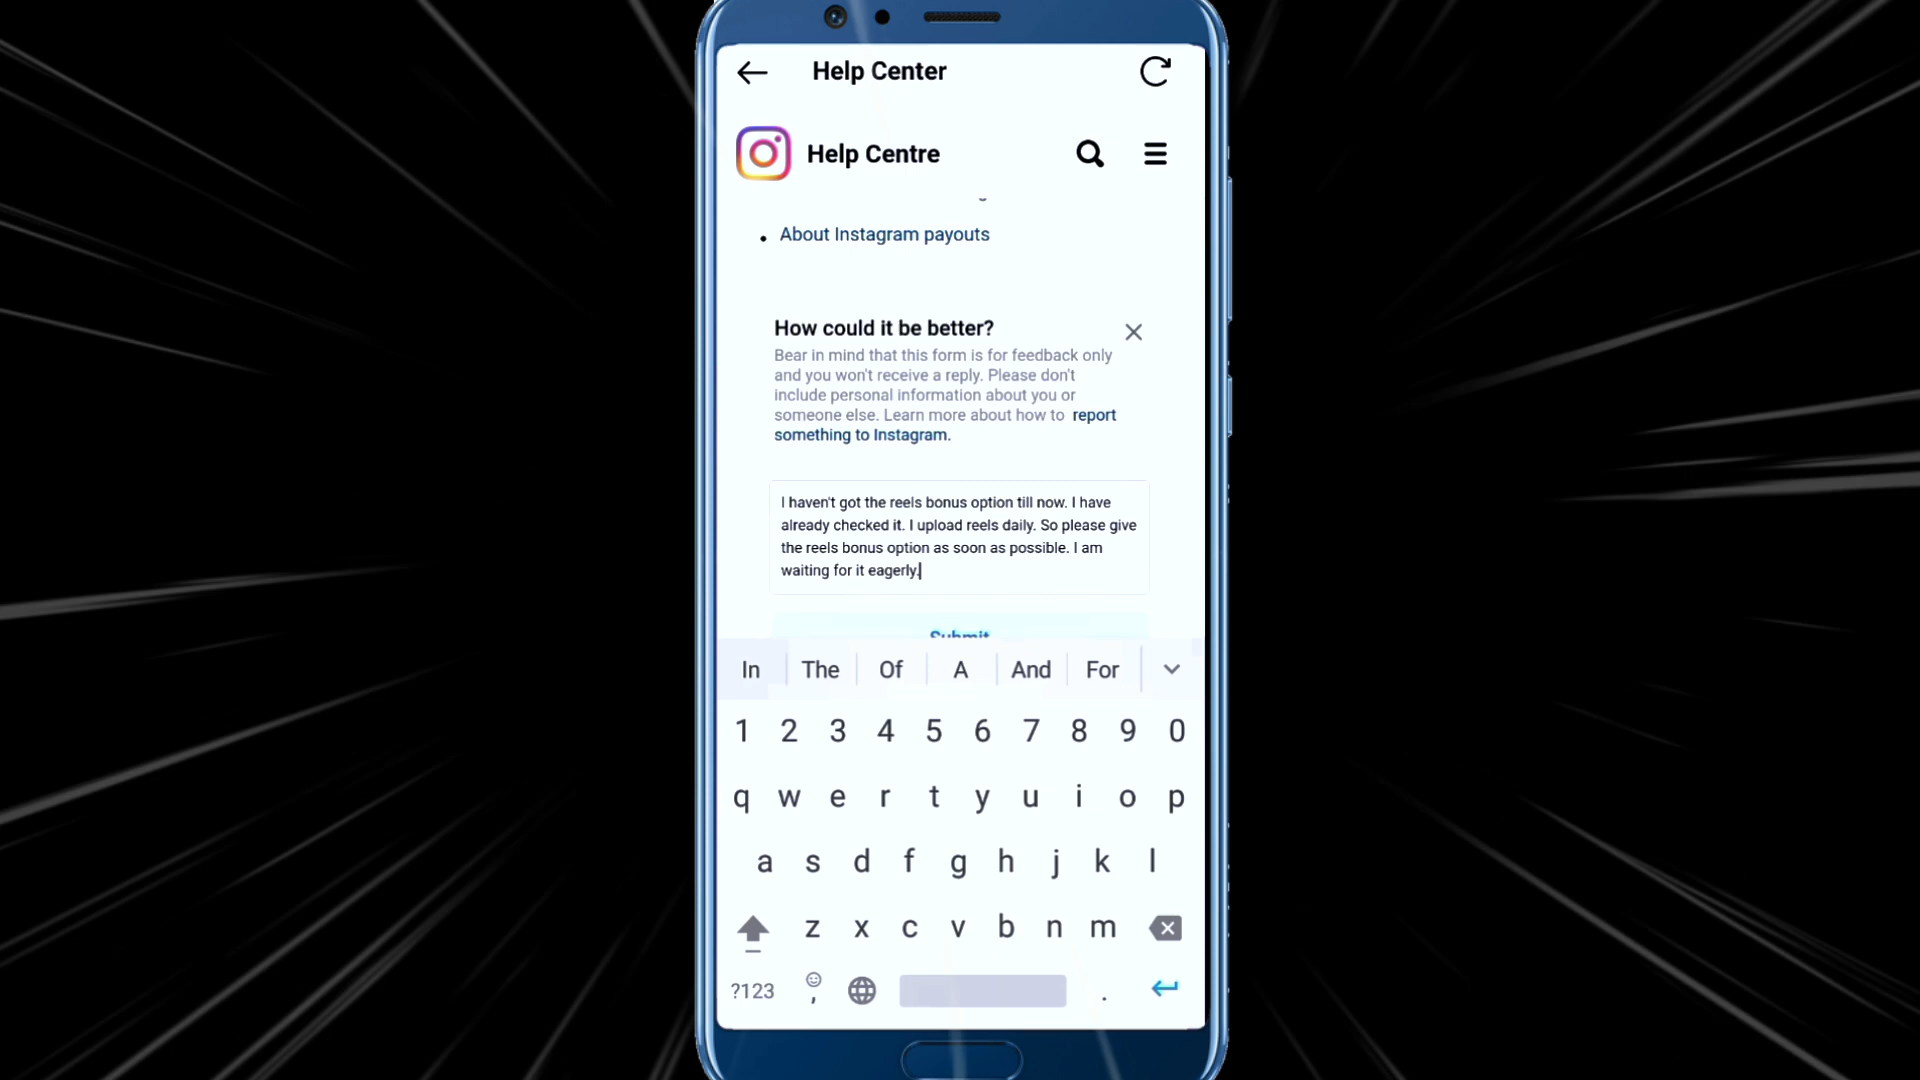 Help Center
Help Centre
About Instagram payouts
How could it be better?
Bear in mind that this form is for feedback only
and you won't receive a reply. Please don't
include personal information about you or
someone else. Learn more about how to report
something to Instagram.
I haven't got the reels bonus option till now. I have
already checked it. I upload reels daily. So please give
the reels bonus option as soon as possible. I am
waiting for it eagerly.
Submit
In The Of A And For
1 2 3 4 5 6 7 8 9 0
q w e r t y u i o p
a s d f g h j k l
z x c v b n m
?123 , .